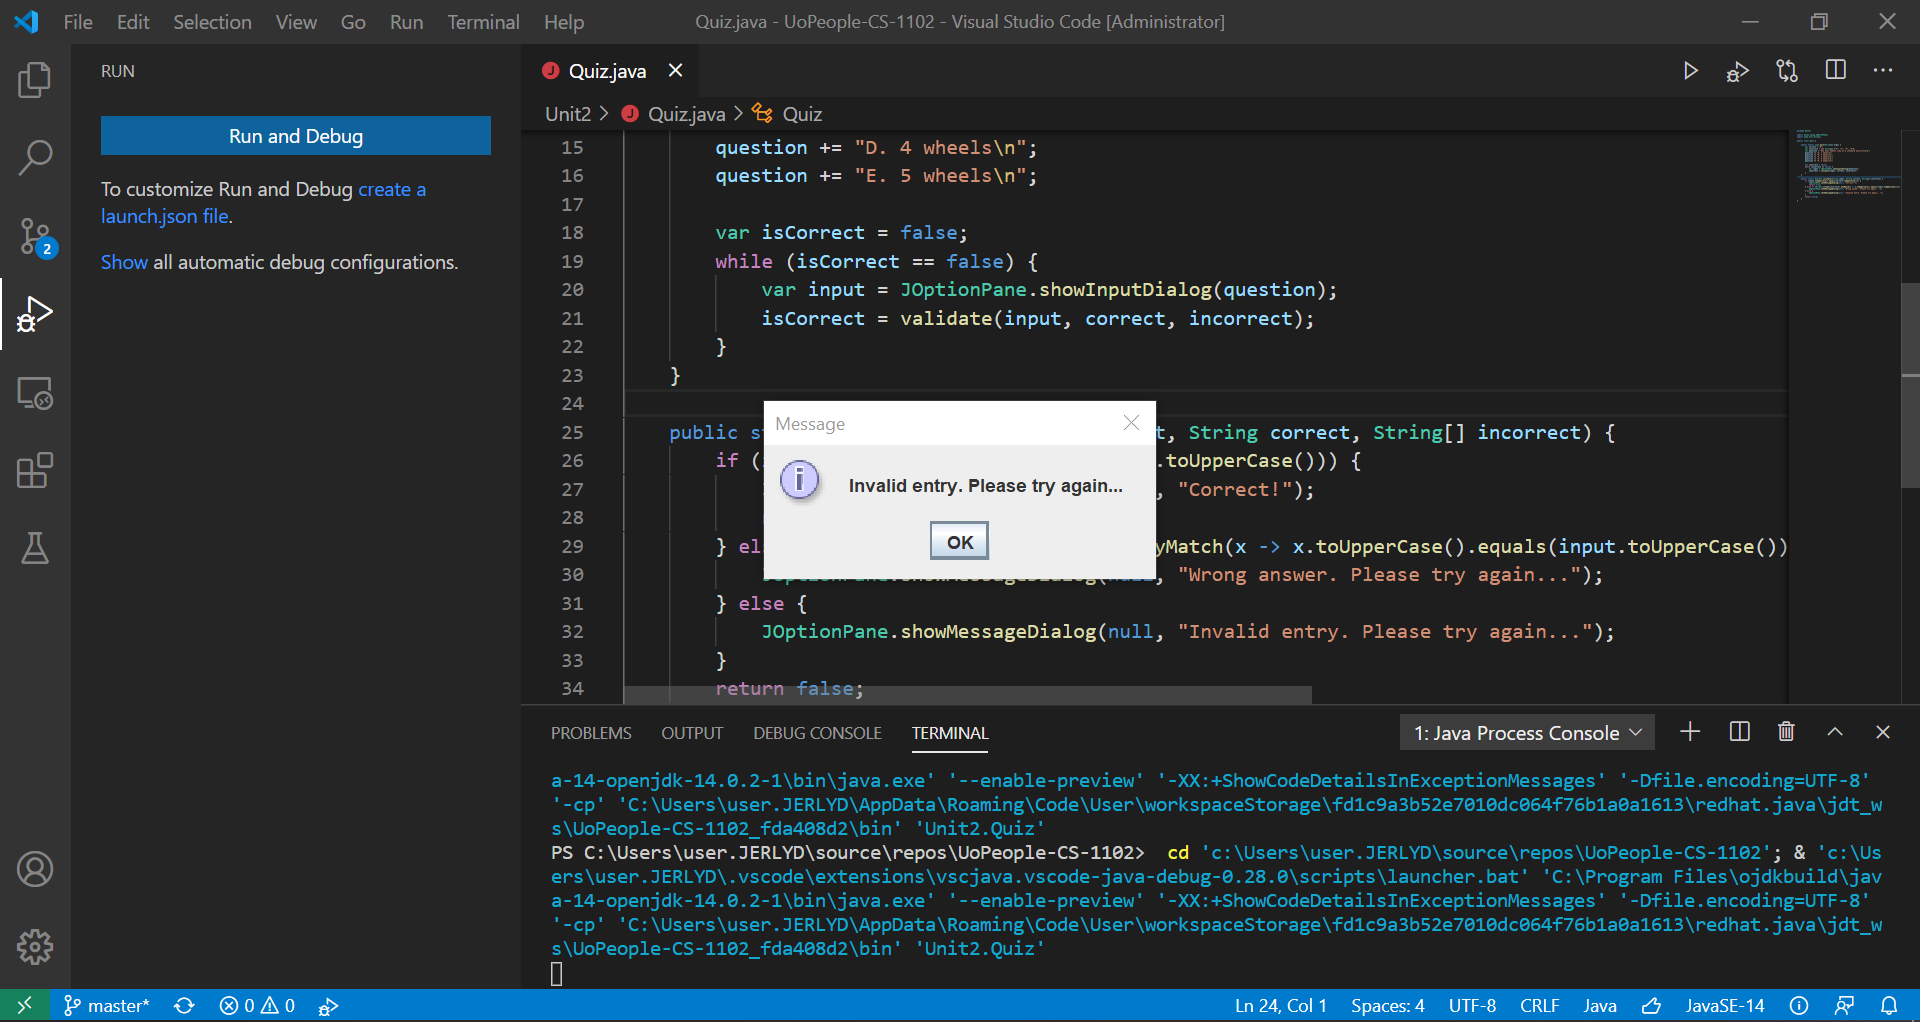 File Edit Selection View Go Run Terminal Help Quiz.java - UoPeople-CS-1102 - Visual Studio Code [Administrator]
RUN
Run and Debug
To customize Run and Debug create a
launch.json file.
Show all automatic debug configurations.
2
J Quiz.java
Unit2 > J Quiz.java > Quiz
15 question += "D. 4 wheels\n";
16 question += "E. 5 wheels\n";
17
18 var isCorrect = false;
19 while (isCorrect == false) {
20 var input = JOptionPane.showInputDialog(question);
21 isCorrect = validate(input, correct, incorrect);
22 }
23 }
24
25 public s t, String correct, String[] incorrect) {
26 if ( .toUpperCase())) {
27 , "Correct!");
28
29 } els yMatch(x -> x.toUpperCase().equals(input.toUpperCase())
30 JOptionPane.showMessageDialog(null, "Wrong answer. Please try again...");
31 } else {
32 JOptionPane.showMessageDialog(null, "Invalid entry. Please try again...");
33 }
34 return false;
Message
i Invalid entry. Please try again...
OK
PROBLEMS OUTPUT DEBUG CONSOLE TERMINAL 1: Java Process Console
a-14-openjdk-14.0.2-1\bin\java.exe' '--enable-preview' '-XX:+ShowCodeDetailsInExceptionMessages' '-Dfile.encoding=UTF-8'
'-cp' 'C:\Users\user.JERLYD\AppData\Roaming\Code\User\workspaceStorage\fd1c9a3b52e7010dc064f76b1a0a1613\redhat.java\jdt_w
s\UoPeople-CS-1102_fda408d2\bin' 'Unit2.Quiz'
PS C:\Users\user.JERLYD\source\repos\UoPeople-CS-1102> cd 'c:\Users\user.JERLYD\source\repos\UoPeople-CS-1102'; & 'c:\Us
ers\user.JERLYD\.vscode\extensions\vscjava.vscode-java-debug-0.28.0\scripts\launcher.bat' 'C:\Program Files\ojdkbuild\jav
a-14-openjdk-14.0.2-1\bin\java.exe' '--enable-preview' '-XX:+ShowCodeDetailsInExceptionMessages' '-Dfile.encoding=UTF-8'
'-cp' 'C:\Users\user.JERLYD\AppData\Roaming\Code\User\workspaceStorage\fd1c9a3b52e7010dc064f76b1a0a1613\redhat.java\jdt_w
s\UoPeople-CS-1102_fda408d2\bin' 'Unit2.Quiz'
master* 0 0 Ln 24, Col 1 Spaces: 4 UTF-8 CRLF Java JavaSE-14